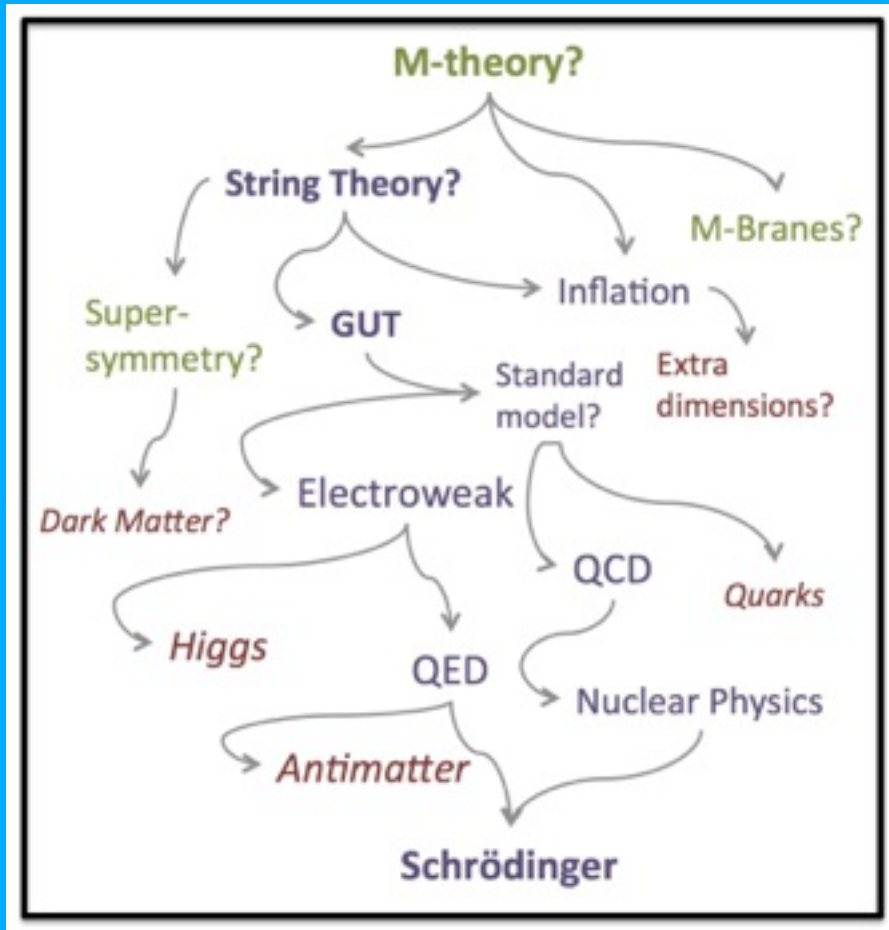 M-theory?
String Theory?
M-Branes?
Inflation
Super-
symmetry?
GUT
Standard
model?
Extra
dimensions?
Electroweak
Dark Matter?
QCD
Quarks
Higgs
QED
Nuclear Physics
Antimatter
Schrödinger